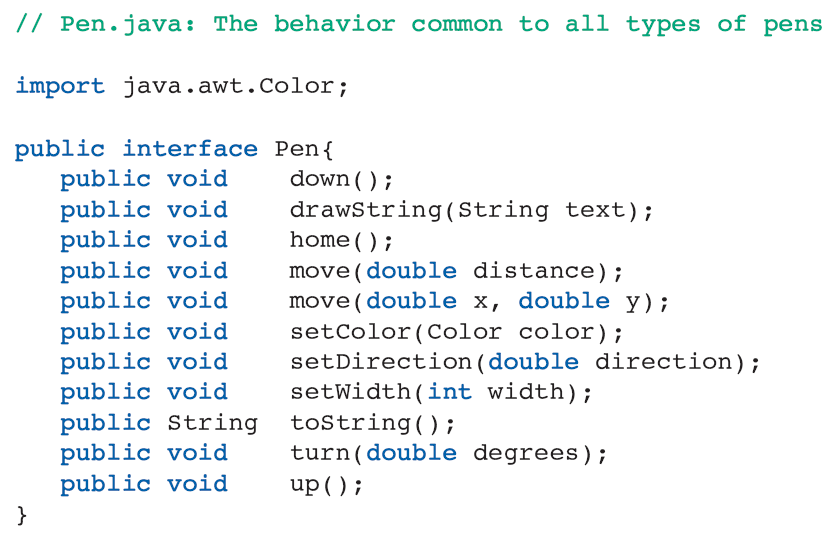 // Pen.java: The behavior common to all types of pens
import java.awt.Color;
public interface Pen{
   public void    down();
   public void    drawString(String text);
   public void    home();
   public void    move(double distance);
   public void    move(double x, double y);
   public void    setColor(Color color);
   public void    setDirection(double direction);
   public void    setWidth(int width);
   public String  toString();
   public void    turn(double degrees);
   public void    up();
}